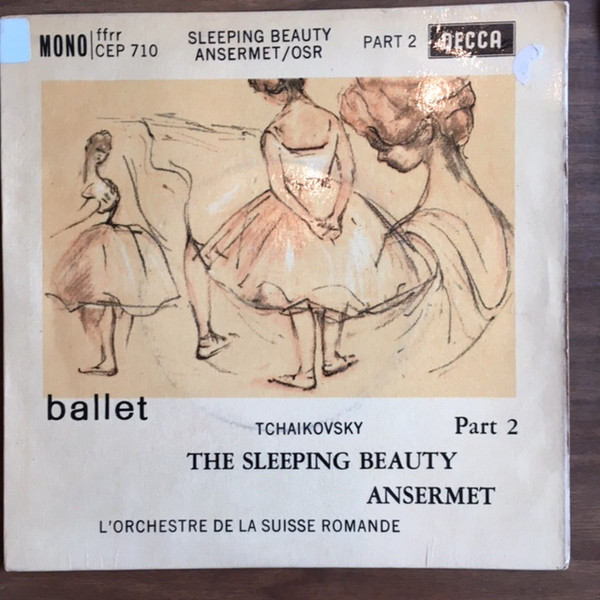 MONO
ffrr
CEP 710
SLEEPING BEAUTY
ANSERMET/OSR
PART 2
DECCA
ballet
TCHAIKOVSKY
Part 2
THE SLEEPING BEAUTY
ANSERMET
L'ORCHESTRE DE LA SUISSE ROMANDE